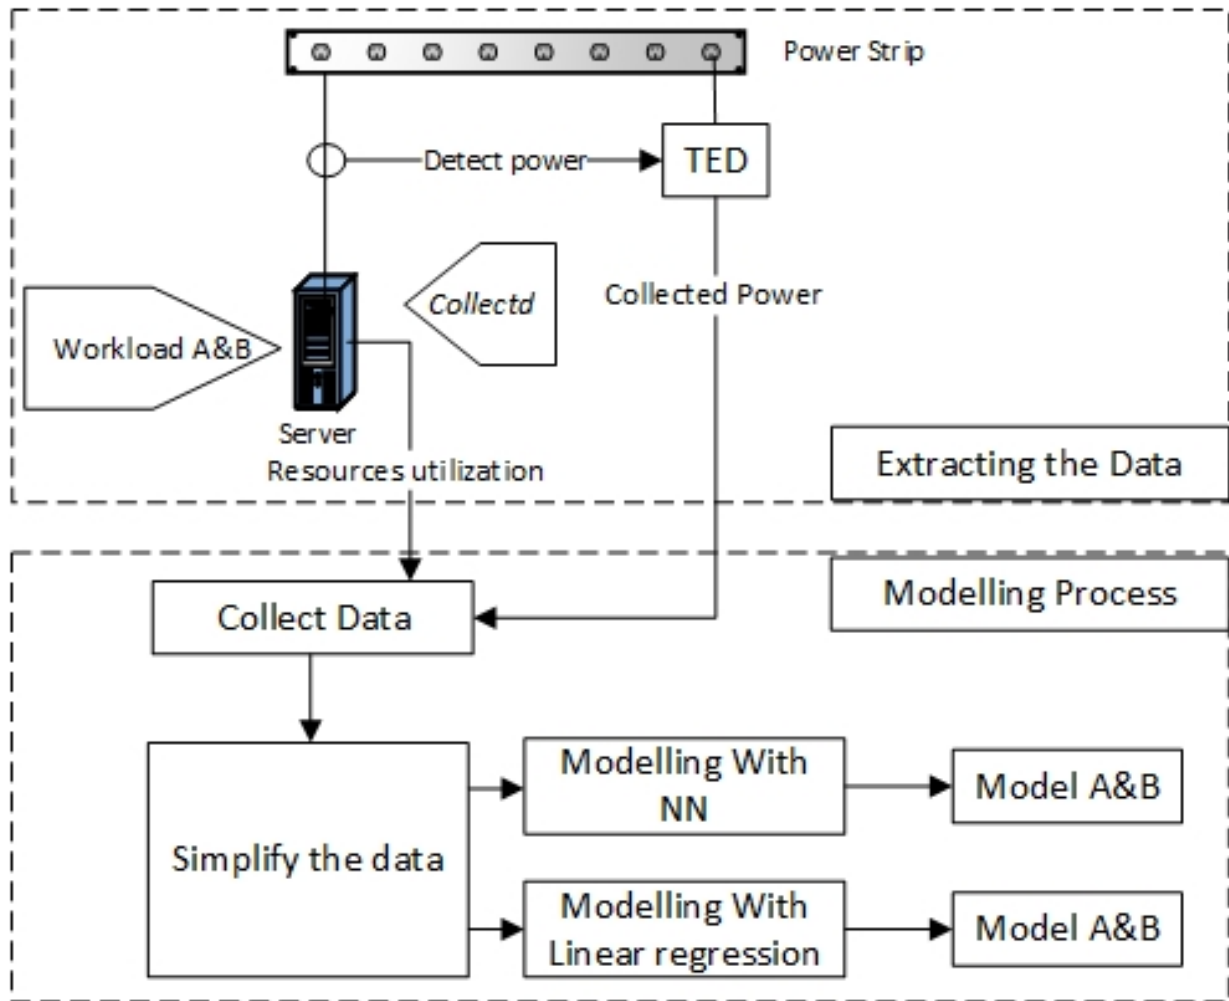 Power Strip
Detect power
TED
Collectd
Collected Power
Workload A&B
Server
Resources utilization
Extracting the Data
Modelling Process
Collect Data
Modelling With
NN
Model A&B
Simplify the data
Modelling With
Linear regression
Model A&B